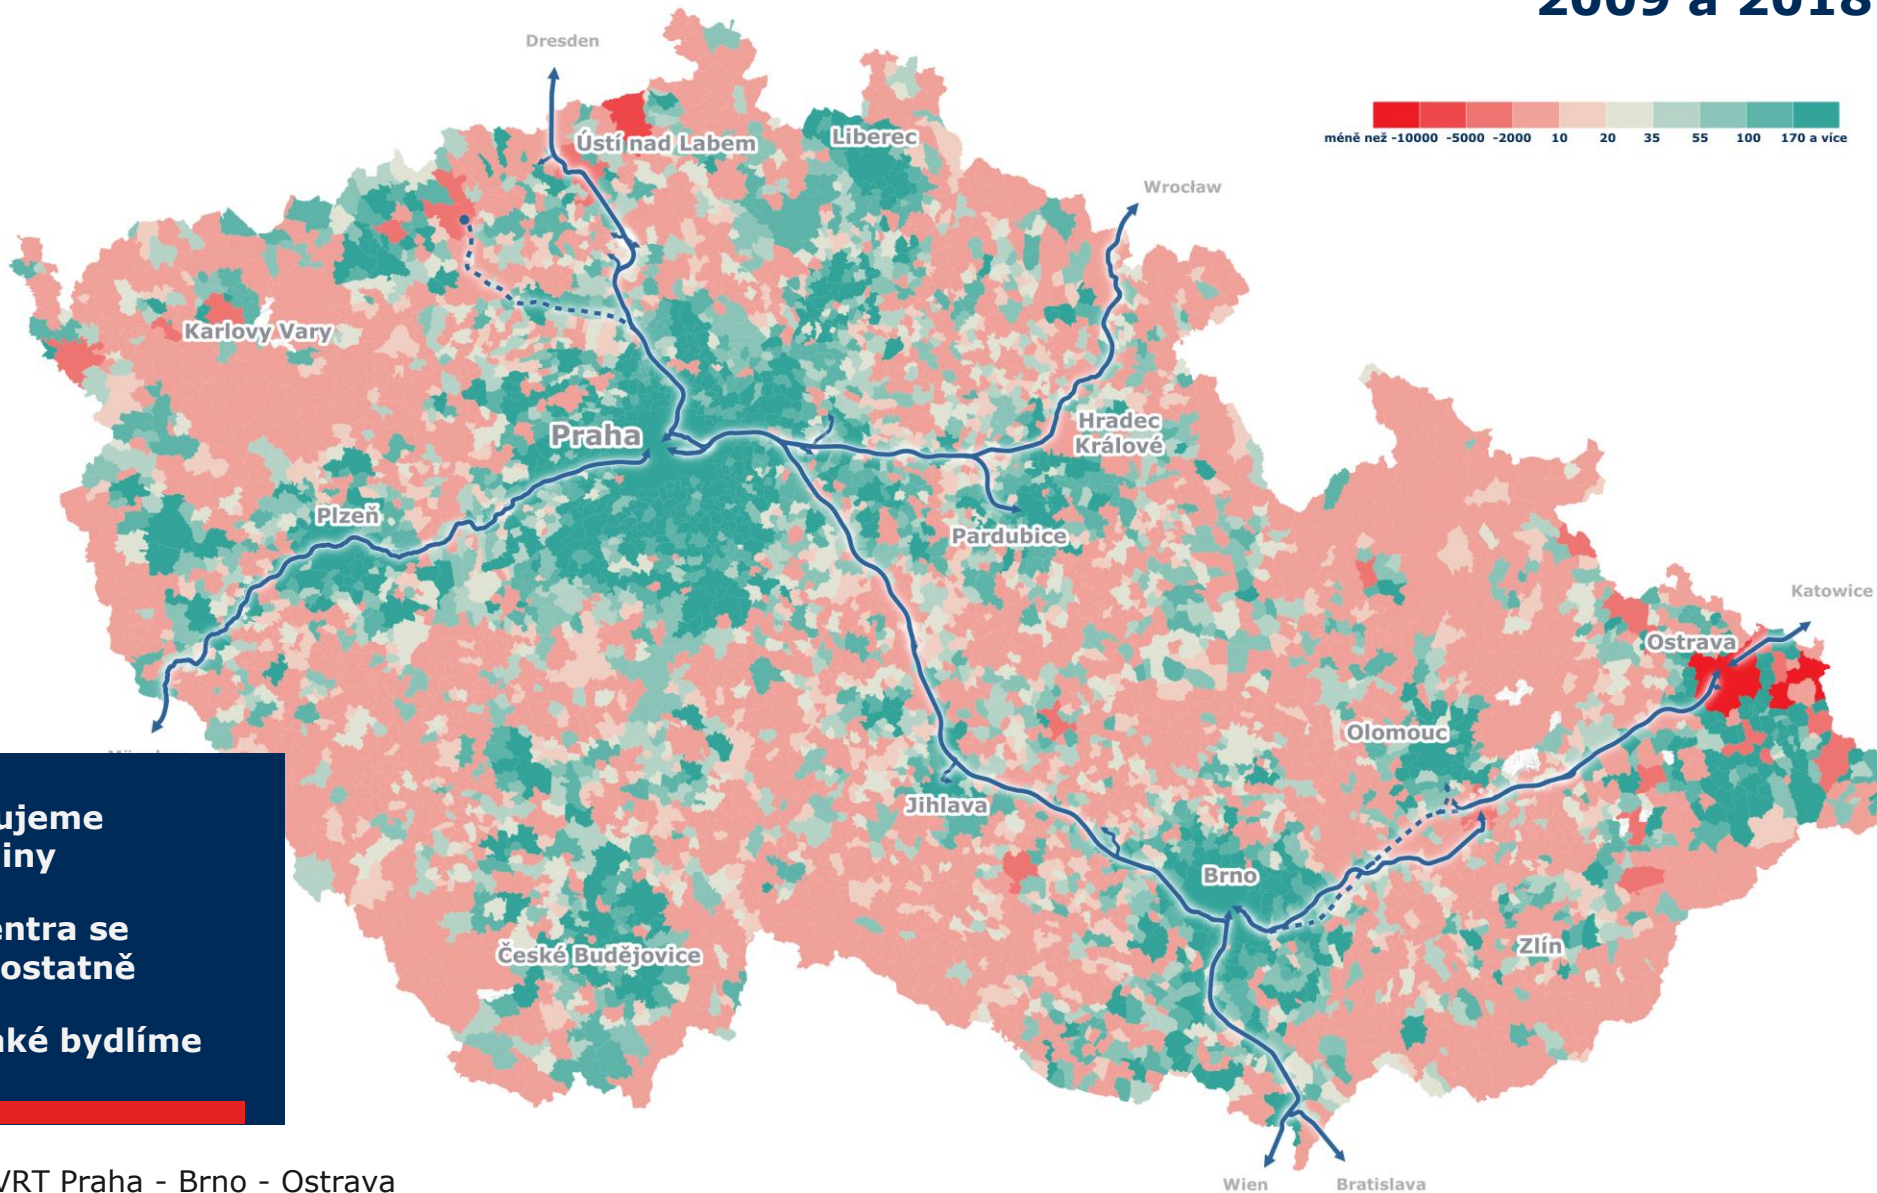 2009 a 2018
Dresden
méně než -10000 -5000 -2000 10 20 35 55 100 170 a více
Ústí nad Labem
Liberec
Wrocław
Karlovy Vary
Praha
Hradec
Králové
Plzeň
Pardubice
Katowice
Ostrava
Olomouc
Jihlava
Brno
České Budějovice
Zlín
ujeme
iny
entra se
ostatně
aké bydlíme
VRT Praha - Brno - Ostrava
Wien
Bratislava